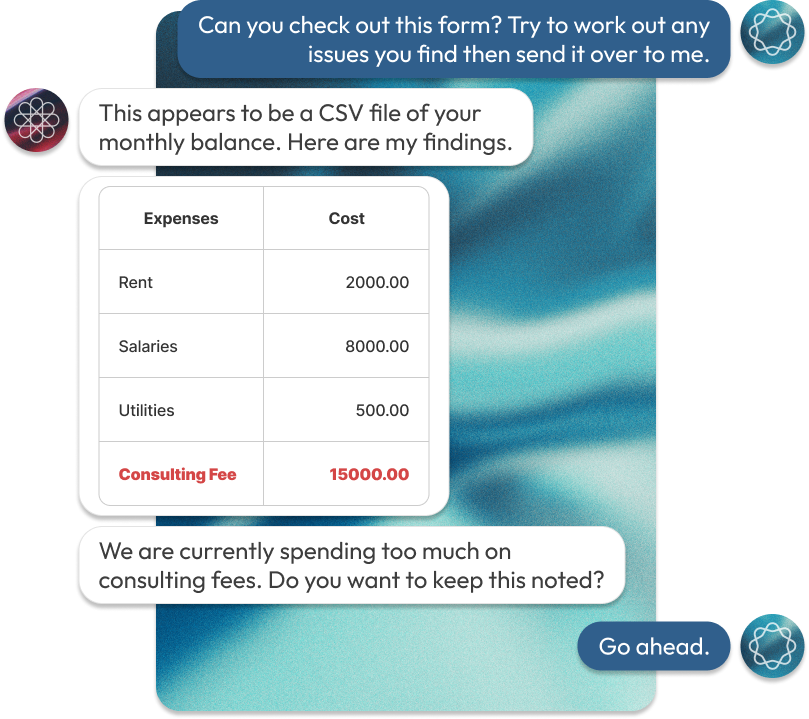 Can you check out this form? Try to work out any
issues you find then send it over to me.
This appears to be a CSV file of your
monthly balance. Here are my findings.
Expenses Cost
Rent 2000.00
Salaries 8000.00
Utilities 500.00
Consulting Fee 15000.00
We are currently spending too much on
consulting fees. Do you want to keep this noted?
Go ahead.